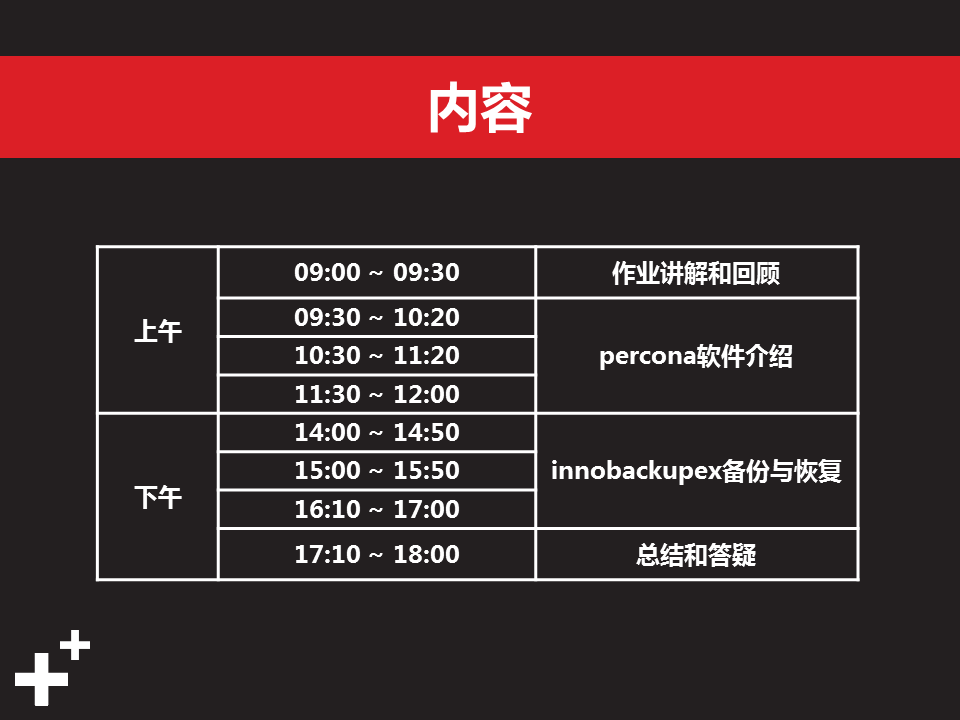 内容
上午
09:00 ~ 09:30
作业讲解和回顾
09:30 ~ 10:20
10:30 ~ 11:20
11:30 ~ 12:00
percona软件介绍
下午
14:00 ~ 14:50
15:00 ~ 15:50
16:10 ~ 17:00
innobackupex备份与恢复
17:10 ~ 18:00
总结和答疑